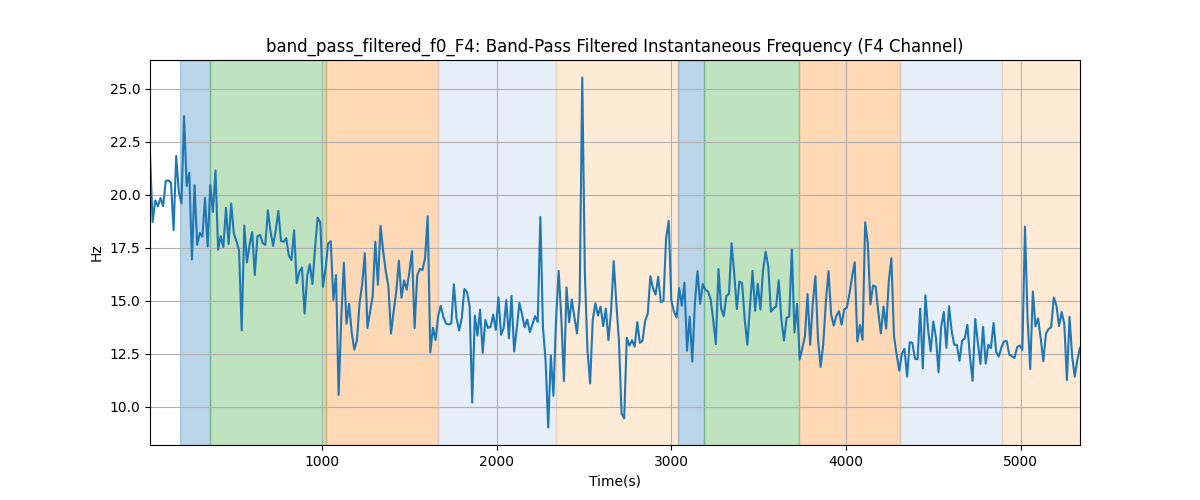 band_pass_filtered_f0_F4: Band-Pass Filtered Instantaneous Frequency (F4 Channel)
25.0
22.5
20.0
17.5
15.0
12.5
10.0
Hz
1000 2000 3000 4000 5000
Time(s)